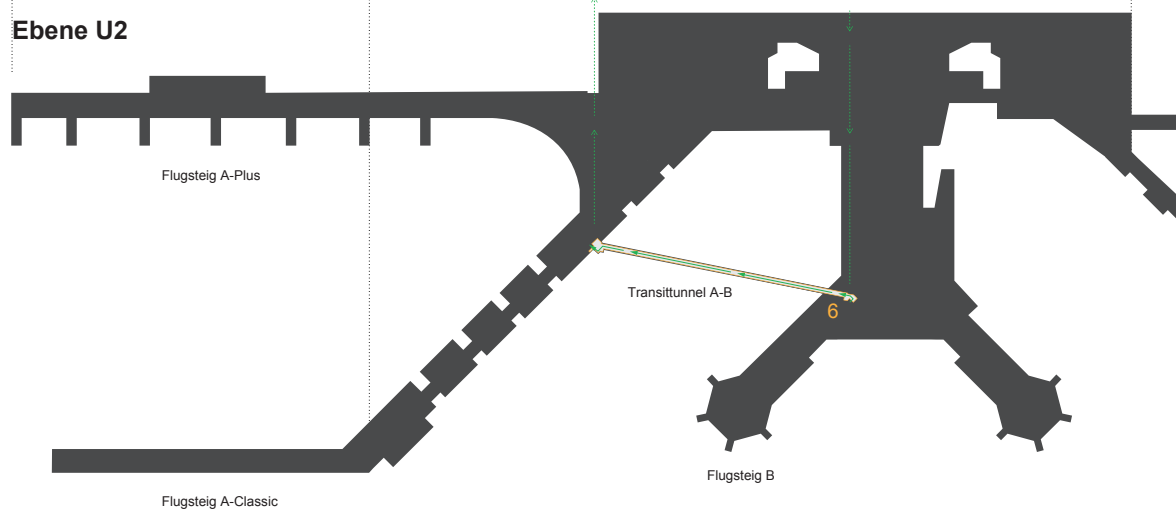 Ebene U2
Flugsteig A-Plus
Transittunnel A-B
6
Flugsteig B
Flugsteig A-Classic